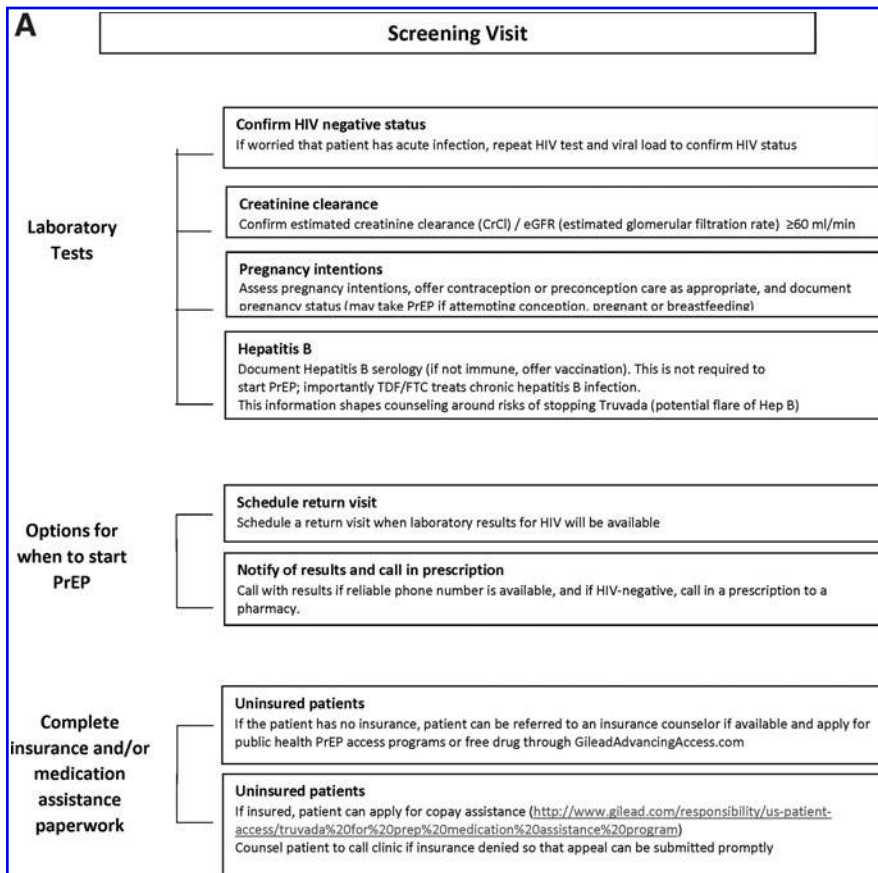 A
Screening Visit
Laboratory
Tests
Confirm HIV negative status
If worried that patient has acute infection, repeat HIV test and viral load to confirm HIV status
Creatinine clearance
Confirm estimated creatinine clearance (CrCl) / eGFR (estimated glomerular filtration rate) ≥60 ml/min
Pregnancy intentions
Assess pregnancy intentions, offer contraception or preconception care as appropriate, and document
pregnancy status (may take PrEP if attempting conception, pregnant or breastfeeding)
Hepatitis B
Document Hepatitis B serology (if not immune, offer vaccination). This is not required to
start PrEP; importantly TDF/FTC treats chronic hepatitis B infection.
This information shapes counseling around risks of stopping Truvada (potential flare of Hep B)
Options for
when to start
PrEP
Schedule return visit
Schedule a return visit when laboratory results for HIV will be available
Notify of results and call in prescription
Call with results if reliable phone number is available, and if HIV-negative, call in a prescription to a
pharmacy.
Complete
insurance and/or
medication
assistance
paperwork
Uninsured patients
If the patient has no insurance, patient can be referred to an insurance counselor if available and apply for
public health PrEP access programs or free drug through GileadAdvancingAccess.com
Uninsured patients
If insured, patient can apply for copay assistance (http://www.gilead.com/responsibility/us-patient-
access/truvada%20for%20prep%20medication%20assistance%20program)
Counsel patient to call clinic if insurance denied so that appeal can be submitted promptly